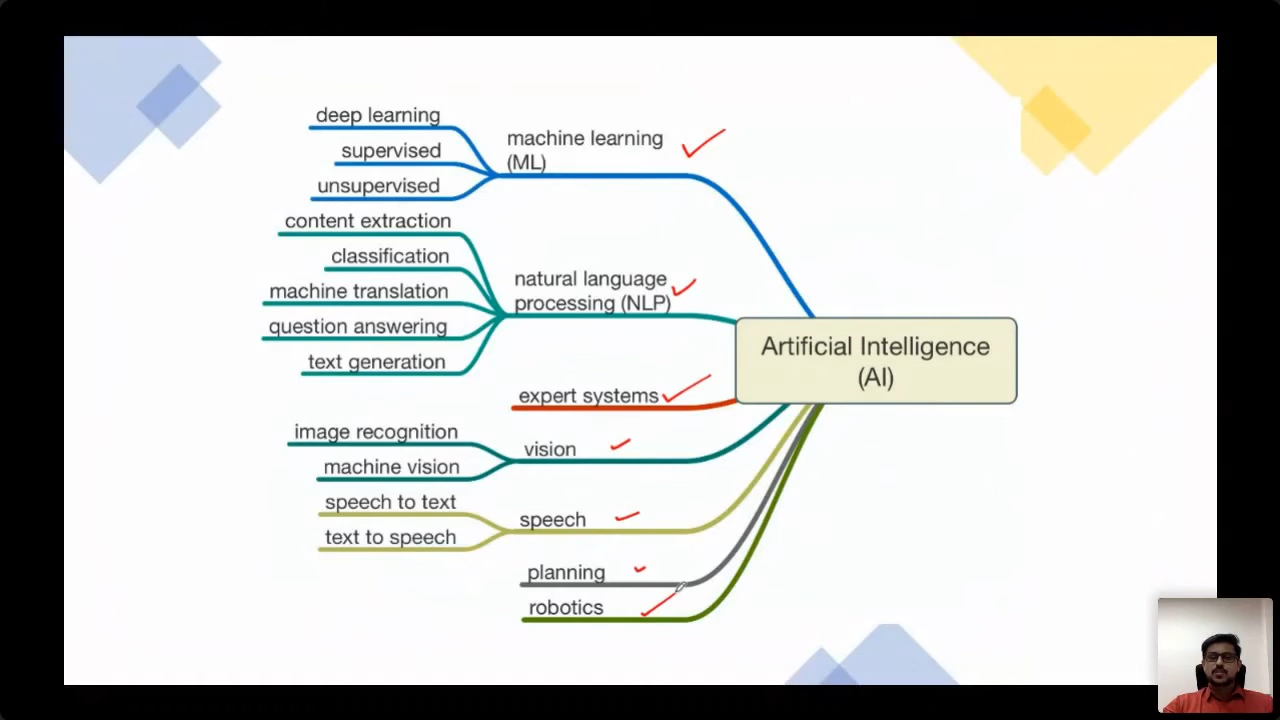 deep learning
supervised
unsupervised
machine learning
(ML)
content extraction
classification
machine translation
question answering
text generation
natural language
processing (NLP)
expert systems
image recognition
machine vision
vision
speech to text
text to speech
speech
planning
robotics
Artificial Intelligence
(AI)